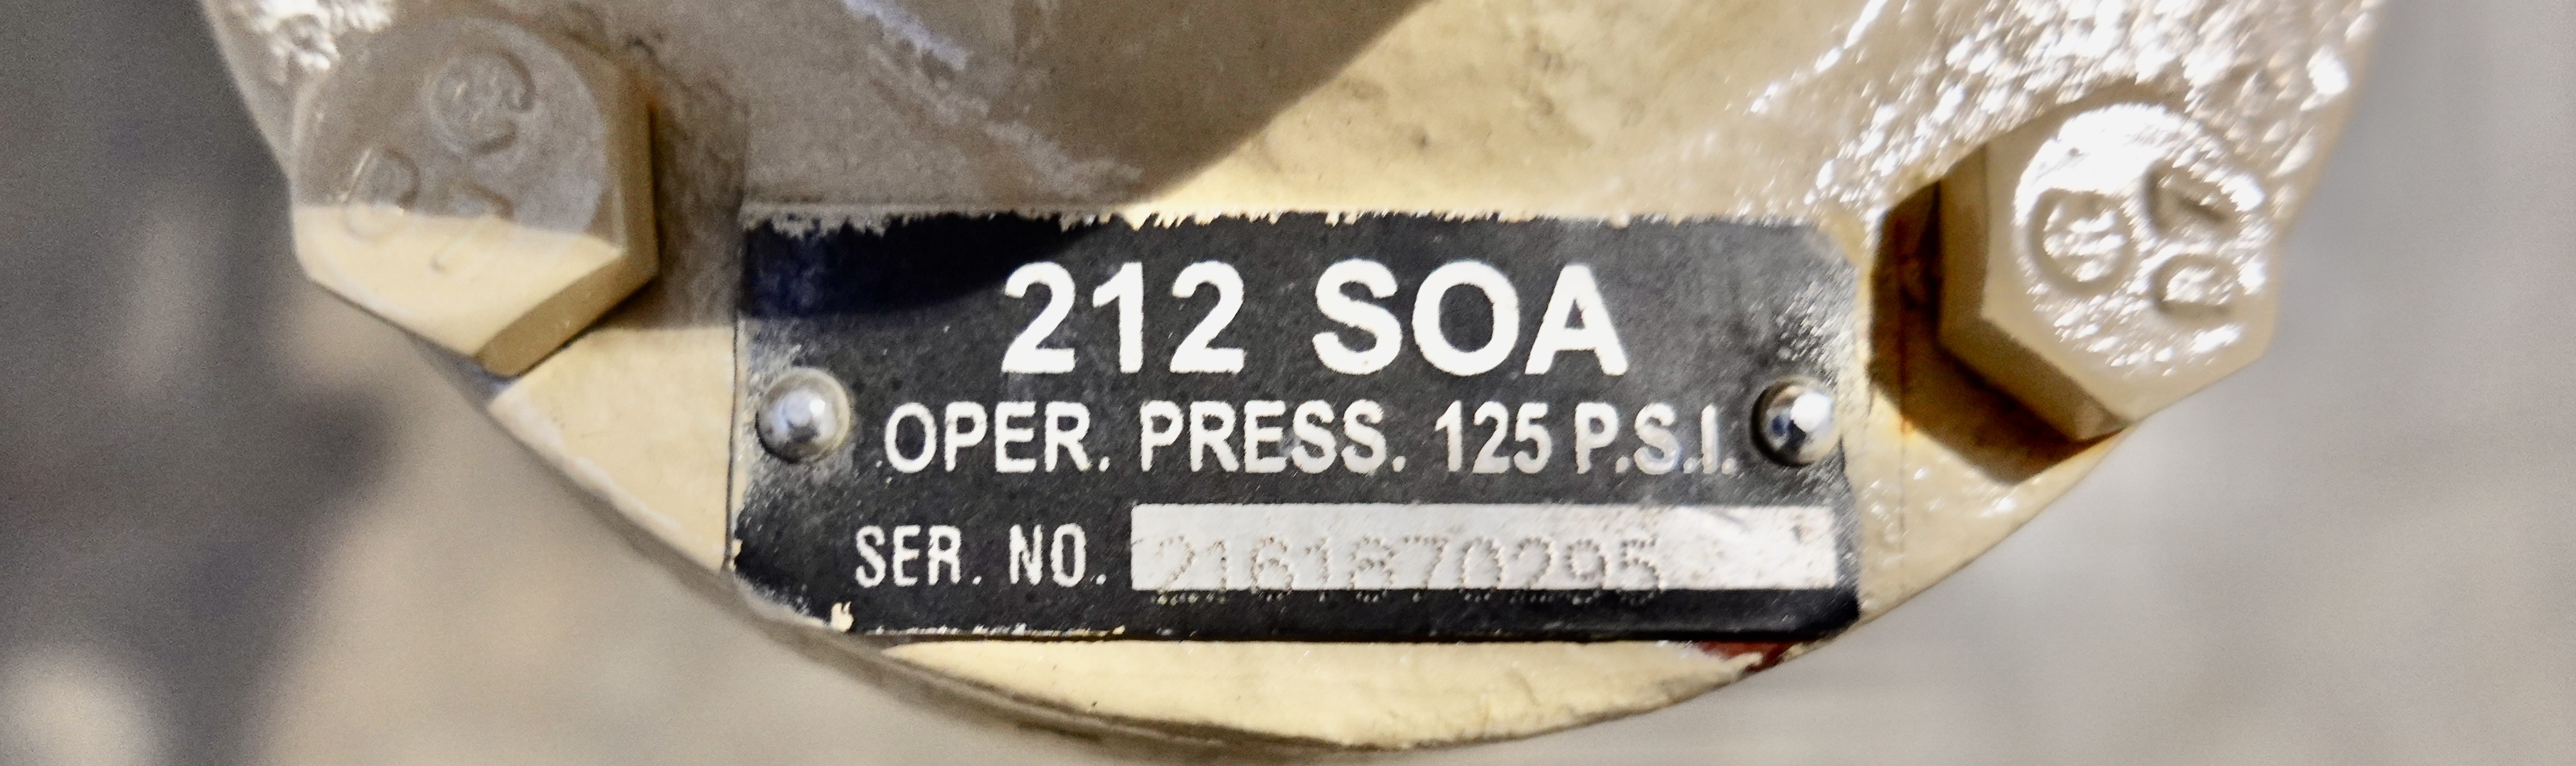 212 SOA
OPER. PRESS. 125 P.S.I.
SER. NO. 2161870295